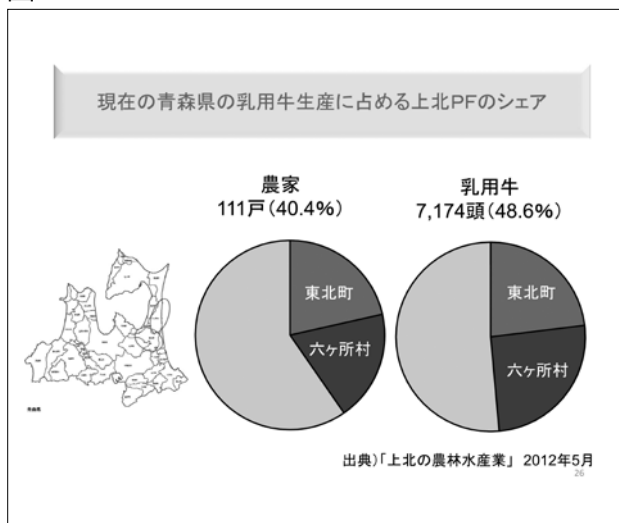 現在の青森県の乳用牛生産に占める上北PFのシェア
農家
111戸(40.4%)
乳用牛
7,174頭(48.6%)
東北町
六ヶ所村
東北町
六ヶ所村
青森県
出典)「上北の農林水産業」 2012年5月
26